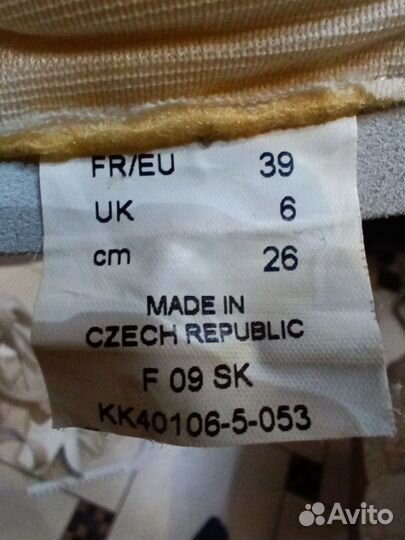 FR/EU 39
UK 6
cm 26
MADE IN
CZECH REPUBLIC
F 09 SK
KK40106-5-053
Avito